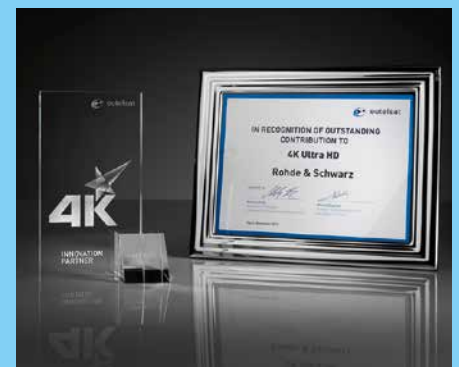 eutelsat
4K
INNOVATION
PARTNER
eutelsat
IN RECOGNITION OF OUTSTANDING
CONTRIBUTION TO
4K Ultra HD
Rohde & Schwarz